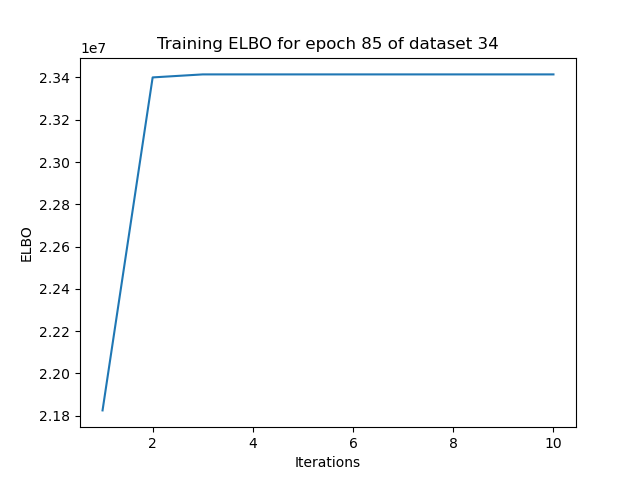 Training ELBO for epoch 85 of dataset 34
1e7
2.34
2.32
2.30
2.28
2.26
2.24
2.22
2.20
2.18
ELBO
2 4 6 8 10
Iterations